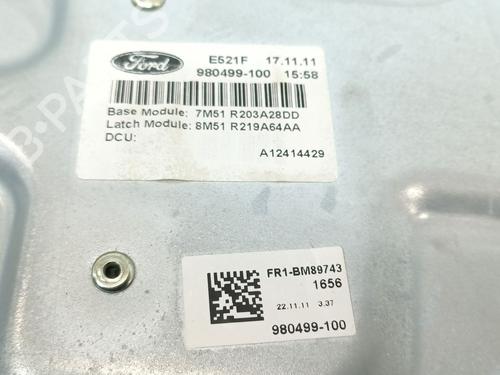 Ford
E521F 17.11.11
980499-100 15:58
Base Module: 7M51 R203A28DD
Latch Module: 8M51 R219A64AA
DCU:
A12414429
FR1-BM89743
1656
22.11.11 3.37
980499-100